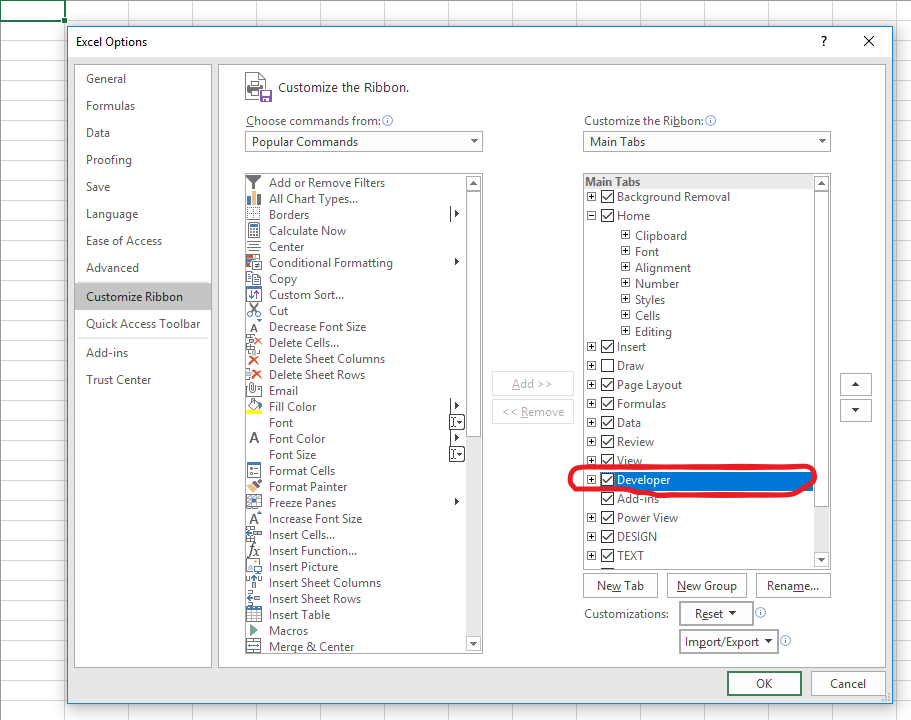 Excel Options
?
General
Formulas
Data
Proofing
Save
Language
Ease of Access
Advanced
Customize Ribbon
Quick Access Toolbar
Add-ins
Trust Center
Customize the Ribbon.
Choose commands from:
Popular Commands
Add or Remove Filters
All Chart Types...
Borders
Calculate Now
Center
Conditional Formatting
Copy
Custom Sort...
Cut
Decrease Font Size
Delete Cells...
Delete Sheet Columns
Delete Sheet Rows
Email
Fill Color
Font
Font Color
Font Size
Format Cells
Format Painter
Freeze Panes
Increase Font Size
Insert Cells...
Insert Function...
Insert Picture
Insert Sheet Columns
Insert Sheet Rows
Insert Table
Macros
Merge & Center
Add >>
<< Remove
Customize the Ribbon:
Main Tabs
Main Tabs
Background Removal
Home
Clipboard
Font
Alignment
Number
Styles
Cells
Editing
Insert
Draw
Page Layout
Formulas
Data
Review
View
Developer
Add-ins
Power View
DESIGN
TEXT
New Tab
New Group
Rename...
Customizations:
Reset
Import/Export
OK
Cancel